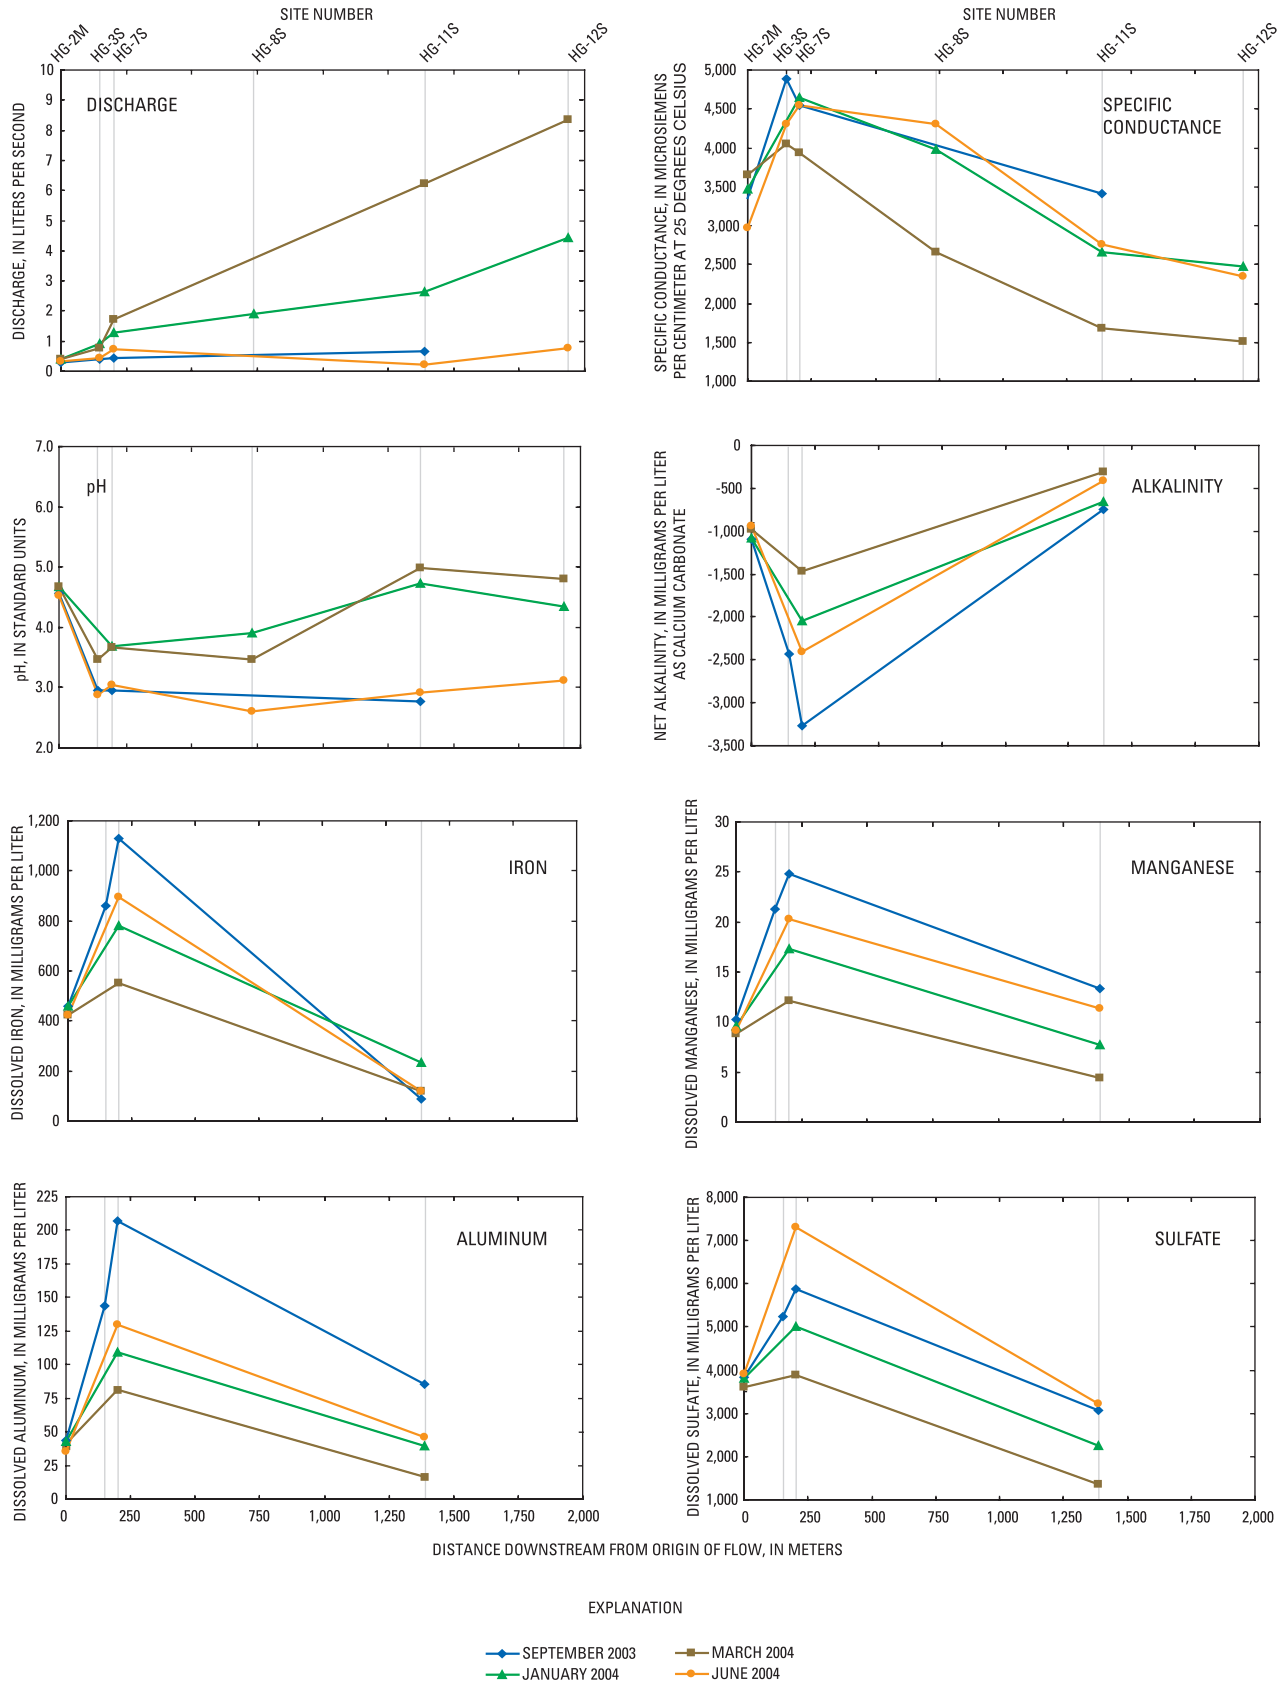 SITE NUMBER
HG-2M HG-3S HG-7S HG-8S HG-11S HG-12S
DISCHARGE
DISCHARGE, IN LITERS PER SECOND
10
9
8
7
6
5
4
3
2
1
0
SITE NUMBER
HG-2M HG-3S HG-7S HG-8S HG-11S HG-12S
SPECIFIC
CONDUCTANCE
SPECIFIC CONDUCTANCE, IN MICROSIEMENS
PER CENTIMETER AT 25 DEGREES CELSIUS
5,000
4,500
4,000
3,500
3,000
2,500
2,000
1,500
1,000
pH
pH, IN STANDARD UNITS
7.0
6.0
5.0
4.0
3.0
2.0
ALKALINITY
NET ALKALINITY, IN MILLIGRAMS PER LITER
AS CALCIUM CARBONATE
0
-500
-1,000
-1,500
-2,000
-2,500
-3,000
-3,500
IRON
DISSOLVED IRON, IN MILLIGRAMS PER LITER
1,200
1,000
800
600
400
200
0
MANGANESE
DISSOLVED MANGANESE, IN MILLIGRAMS PER LITER
30
25
20
15
10
5
0
ALUMINUM
DISSOLVED ALUMINUM, IN MILLIGRAMS PER LITER
225
200
175
150
125
100
75
50
25
0
0 250 500 750 1,000 1,250 1,500 1,750 2,000
SULFATE
DISSOLVED SULFATE, IN MILLIGRAMS PER LITER
8,000
7,000
6,000
5,000
4,000
3,000
2,000
1,000
0 250 500 750 1,000 1,250 1,500 1,750 2,000
DISTANCE DOWNSTREAM FROM ORIGIN OF FLOW, IN METERS
EXPLANATION
SEPTEMBER 2003 MARCH 2004
JANUARY 2004 JUNE 2004